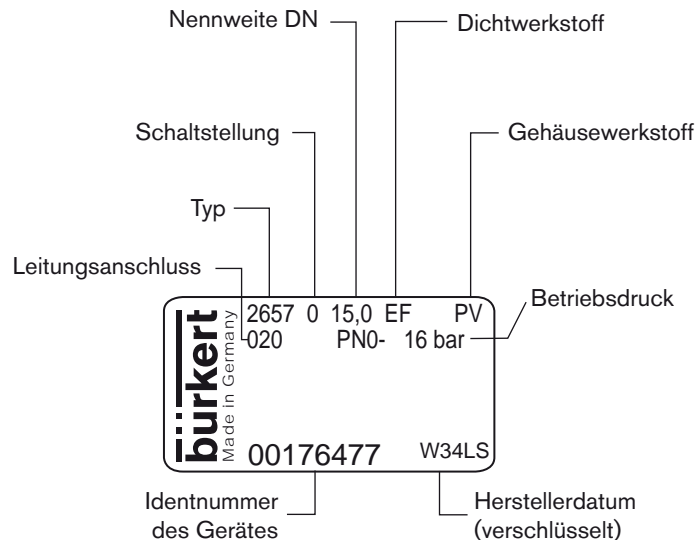 Nennweite DN
Dichtwerkstoff
Schaltstellung
Gehäusewerkstoff
Typ
Leitungsanschluss
Betriebsdruck
bürkert
Made in Germany
2657 0 15,0 EF PV
020 PN0- 16 bar
00176477 W34LS
Identnummer
des Gerätes
Herstellerdatum
(verschlüsselt)